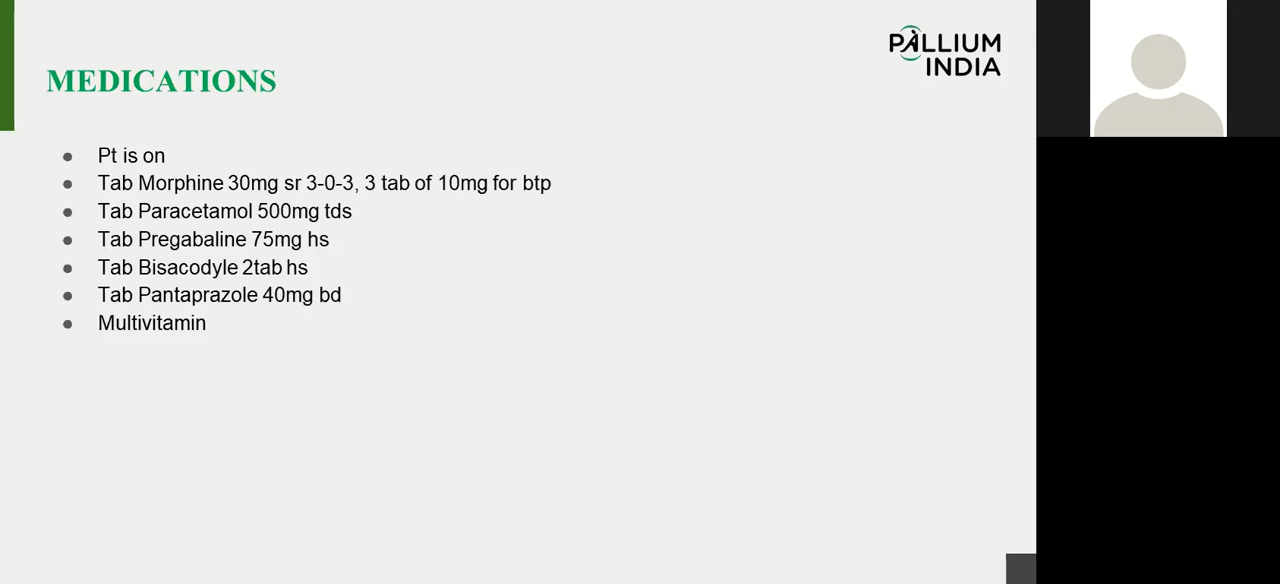 PALLIUM
INDIA
MEDICATIONS
Pt is on
Tab Morphine 30mg sr 3-0-3, 3 tab of 10mg for btp
Tab Paracetamol 500mg tds
Tab Pregabaline 75mg hs
Tab Bisacodyle 2tab hs
Tab Pantaprazole 40mg bd
Multivitamin